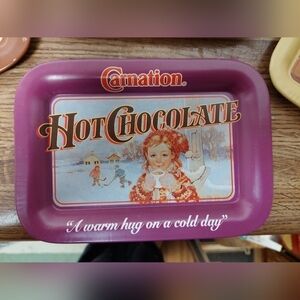 Carnation®
HOT CHOCOLATE
"A warm hug on a cold day"